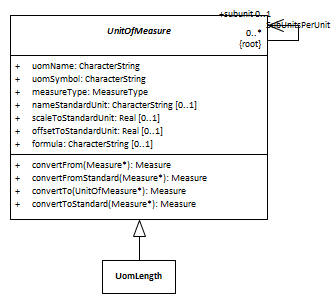 +subunit 0..1
UnitOfMeasure
SubUnitsPerUnit
0..*
{root}
+ uomName: CharacterString
+ uomSymbol: CharacterString
+ measureType: MeasureType
+ nameStandardUnit: CharacterString [0..1]
+ scaleToStandardUnit: Real [0..1]
+ offsetToStandardUnit: Real [0..1]
+ formula: CharacterString [0..1]
+ convertFrom(Measure*): Measure
+ convertFromStandard(Measure*): Measure
+ convertTo(UnitOfMeasure*): Measure
+ convertToStandard(Measure*): Measure
UomLength